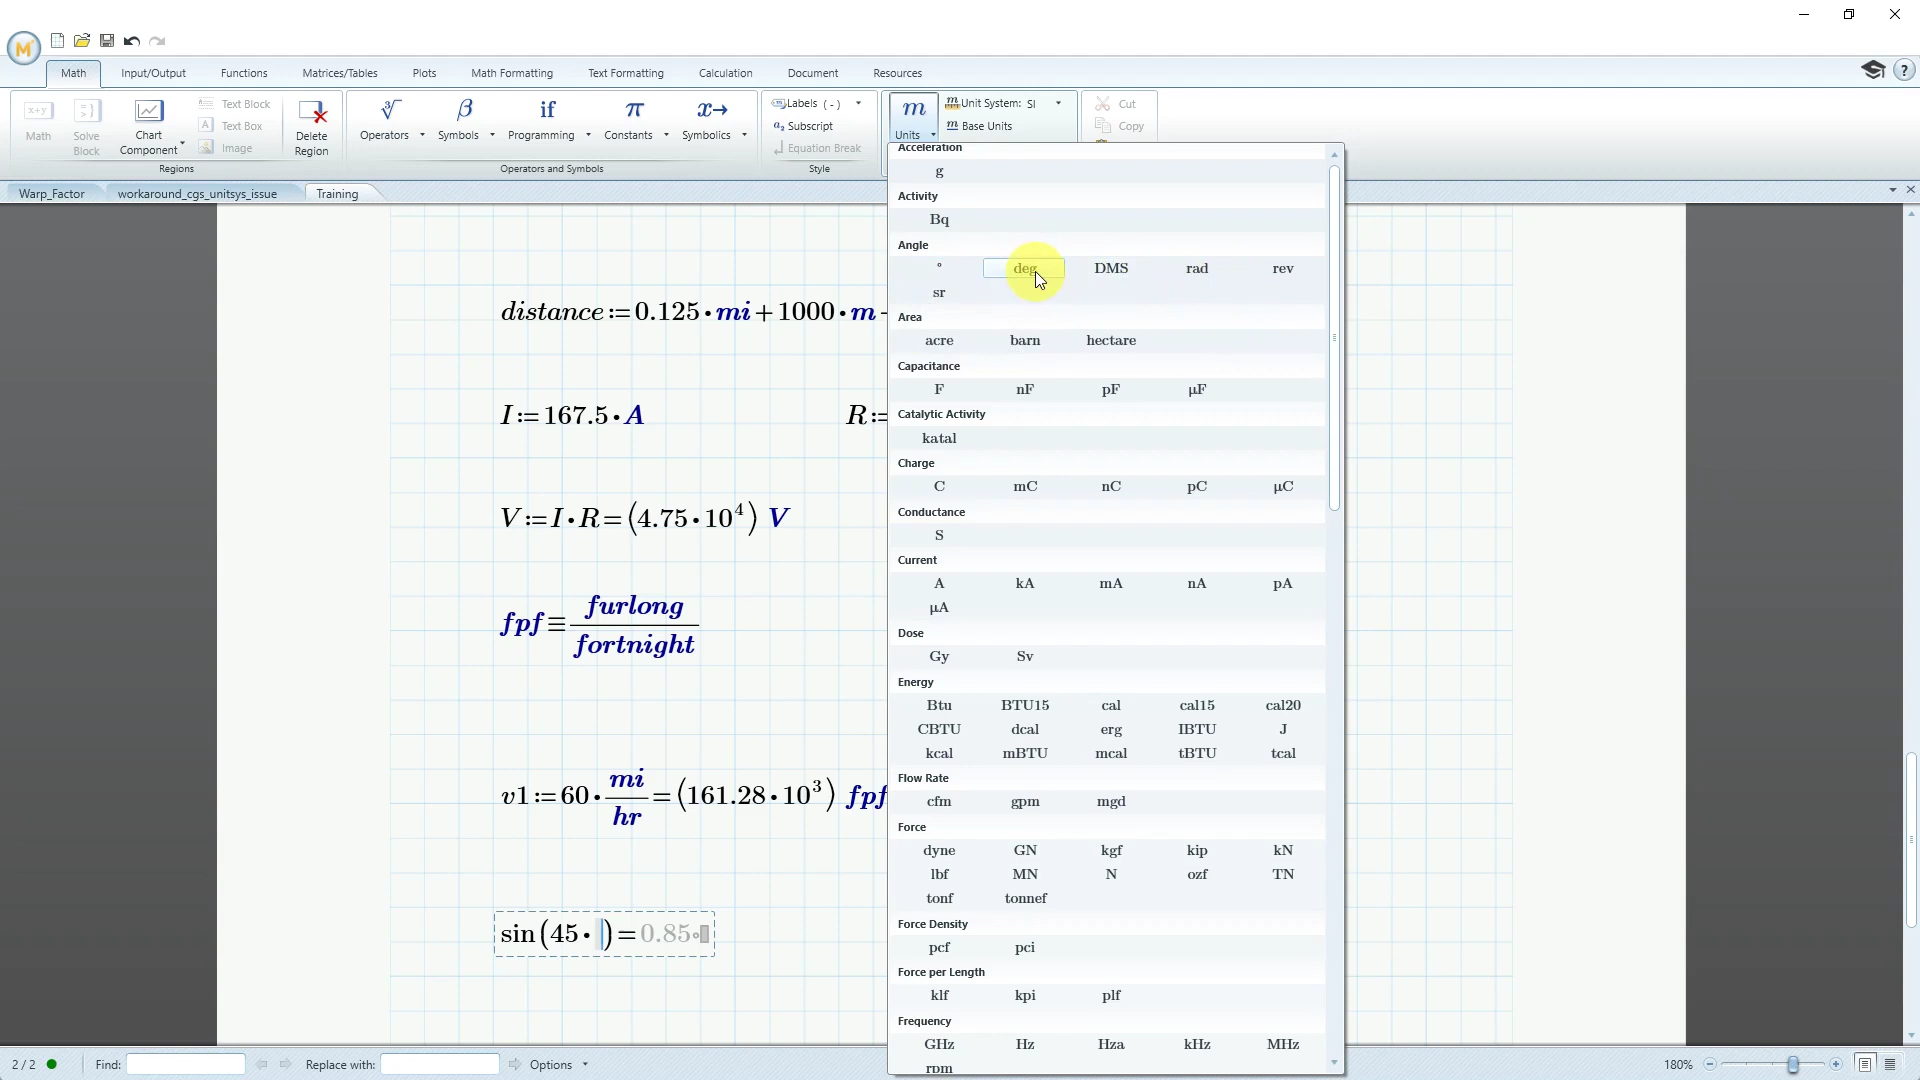 Math Input/Output Functions Matrices/Tables Plots Math Formatting Text Formatting Calculation Document Resources
Math
Solve Block
Chart Component
Text Block
Text Box
Image
Delete Region
Regions
Operators Symbols Programming Constants Symbolics
Operators and Symbols
Labels ( - )
Subscript
Equation Break
Style
Units
Unit System: SI
Base Units
Cut
Copy
Warp_Factor workaround_cgs_unitsys_issue Training
distance:=0.125•mi+1000•m-
I:=167.5•A R:=
V:=I•R=(4.75•10⁴) V
fpf≡furlong/fortnight
v1:=60•mi/hr=(161.28•10³) fpf
sin(45• )=0.85•
Acceleration
g
Activity
Bq
Angle
° deg DMS rad rev
sr
Area
acre barn hectare
Capacitance
F nF pF μF
Catalytic Activity
katal
Charge
C mC nC pC μC
Conductance
S
Current
A kA mA nA pA
μA
Dose
Gy Sv
Energy
Btu BTU15 cal cal15 cal20
CBTU dcal erg IBTU J
kcal mBTU mcal tBTU tcal
Flow Rate
cfm gpm mgd
Force
dyne GN kgf kip kN
lbf MN N ozf TN
tonf tonnef
Force Density
pcf pci
Force per Length
klf kpi plf
Frequency
GHz Hz Hza kHz MHz
rpm
2 / 2 Find: Replace with: Options 180%